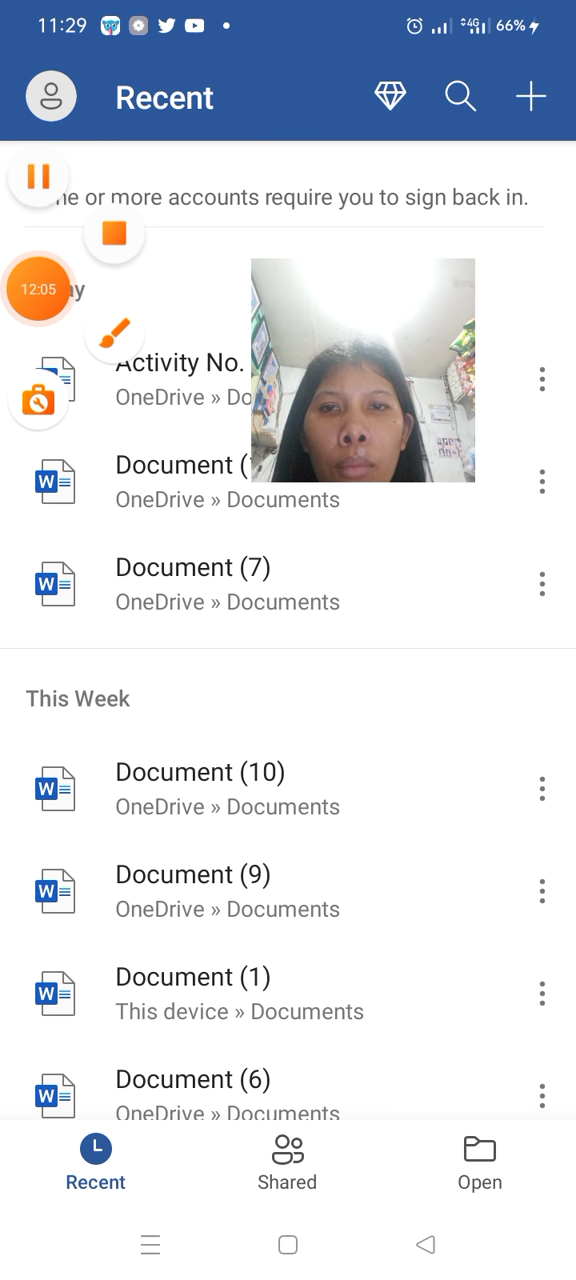 11:29
4G
66%
Recent
ne or more accounts require you to sign back in.
12:05
ay
Activity No.
OneDrive » Do
Document (
OneDrive » Documents
W
Document (7)
OneDrive » Documents
W
This Week
Document (10)
OneDrive » Documents
W
Document (9)
OneDrive » Documents
W
Document (1)
This device » Documents
W
Document (6)
OneDrive » Documents
W
Recent
Shared
Open